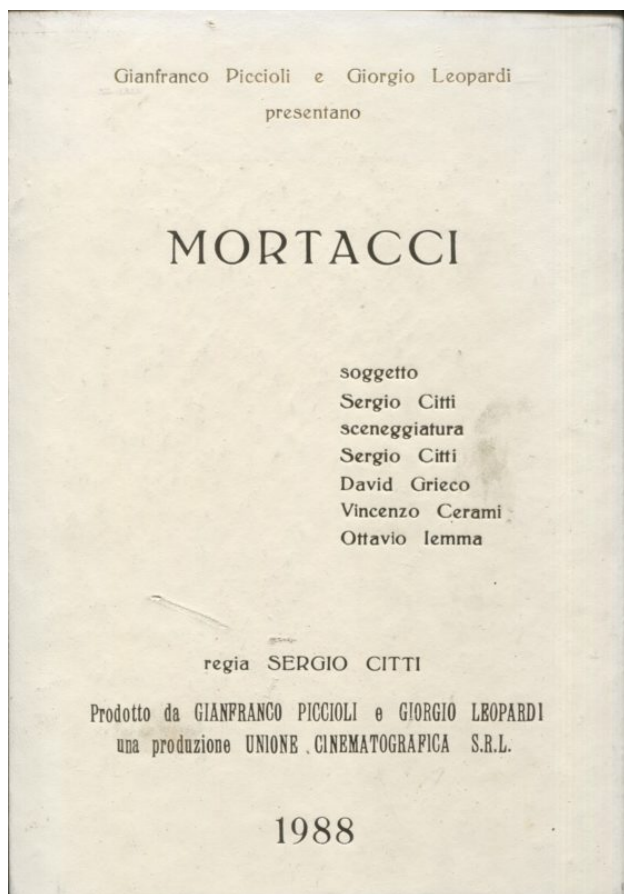 Gianfranco Piccioli e Giorgio Leopardi
presentano
MORTACCI
soggetto
Sergio Citti
sceneggiatura
Sergio Citti
David Grieco
Vincenzo Cerami
Ottavio Iemma
regia SERGIO CITTI
Prodotto da GIANFRANCO PICCIOLI e GIORGIO LEOPARDI
una produzione UNIONE CINEMATOGRAFICA S.R.L.
1988